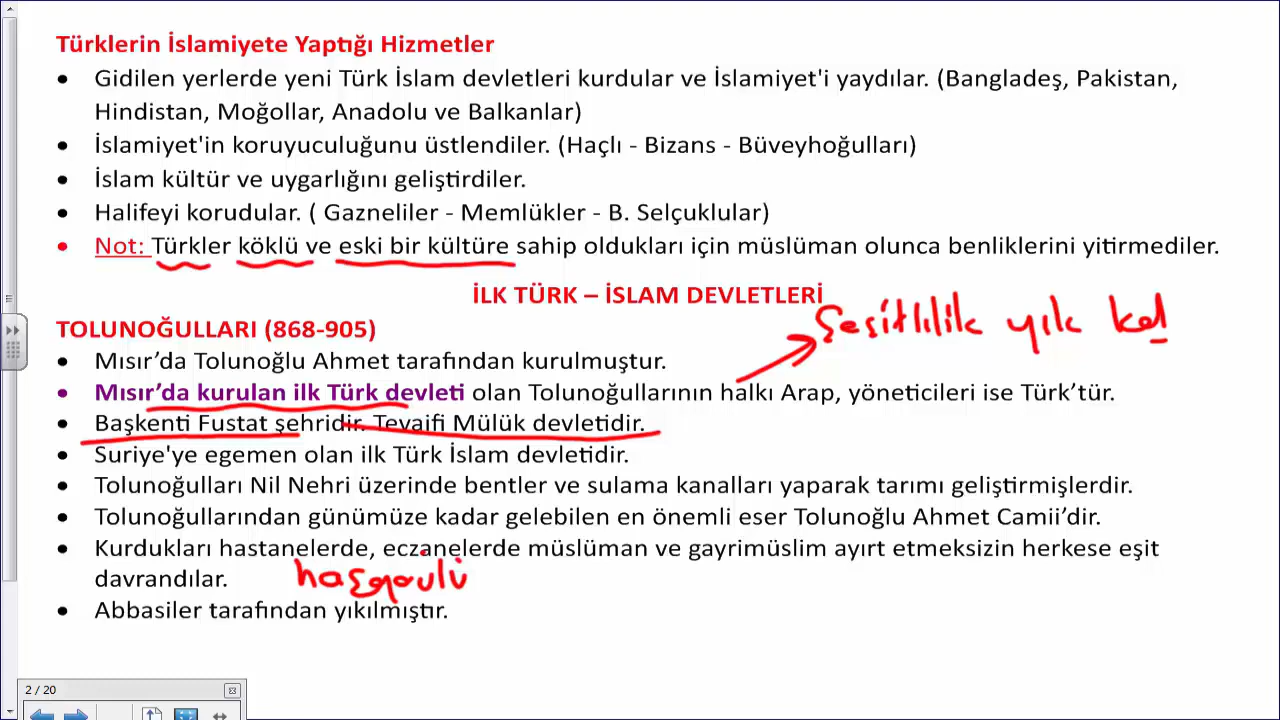 Türklerin İslamiyete Yaptığı Hizmetler
• Gidilen yerlerde yeni Türk İslam devletleri kurdular ve İslamiyet'i yaydılar. (Bangladeş, Pakistan,
Hindistan, Moğollar, Anadolu ve Balkanlar)
• İslamiyet'in koruyuculuğunu üstlendiler. (Haçlı - Bizans - Büveyhoğulları)
• İslam kültür ve uygarlığını geliştirdiler.
• Halifeyi korudular. ( Gazneliler - Memlükler - B. Selçuklular)
• Not: Türkler köklü ve eski bir kültüre sahip oldukları için müslüman olunca benliklerini yitirmediler.
İLK TÜRK – İSLAM DEVLETLERİ
yık
TOLUNOĞULLARI (868-905)
• Mısır’da Tolunoğlu Ahmet tarafından kurulmuştur.
• Mısır’da kurulan ilk Türk devleti olan Tolunoğullarının halkı Arap, yöneticileri ise Türk’tür.
• Başkenti Fustat şehridir. Tevaifi Mülük devletidir.
• Suriye'ye egemen olan ilk Türk İslam devletidir.
• Tolunoğulları Nil Nehri üzerinde bentler ve sulama kanalları yaparak tarımı geliştirmişlerdir.
• Tolunoğullarından günümüze kadar gelebilen en önemli eser Tolunoğlu Ahmet Camii’dir.
• Kurdukları hastanelerde, eczanelerde müslüman ve gayrimüslim ayırt etmeksizin herkese eşit
davrandılar.
• Abbasiler tarafından yıkılmıştır.
2 / 20